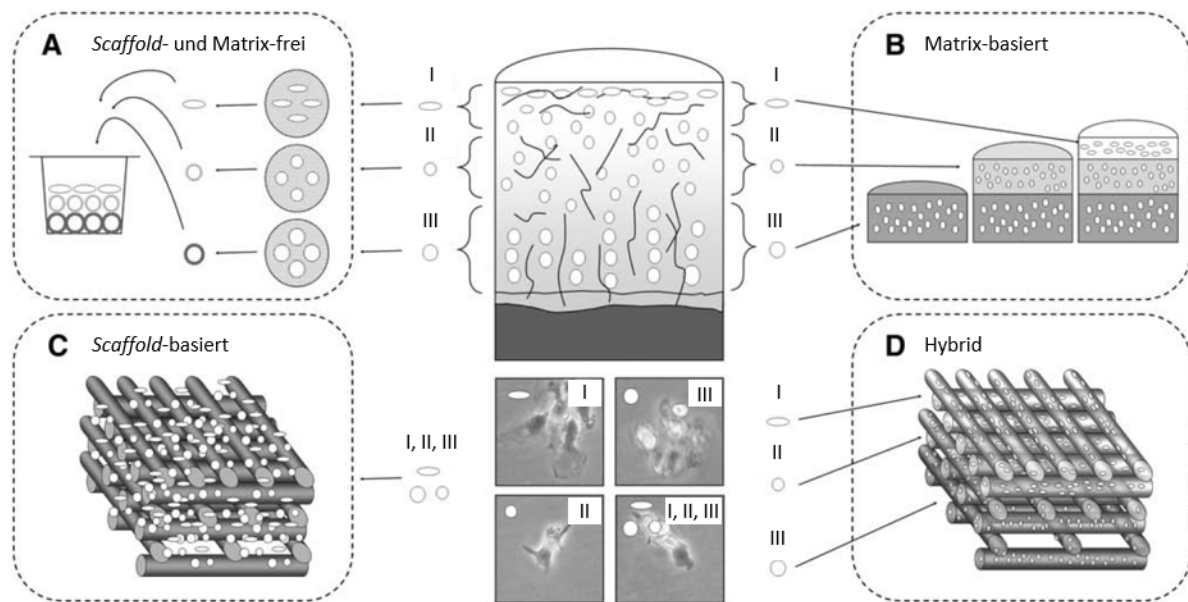 A Scaffold- und Matrix-frei
I
II
III
I
II
III
B Matrix-basiert
C Scaffold-basiert
I, II, III
I
III
II
I, II, III
I
II
III
D Hybrid